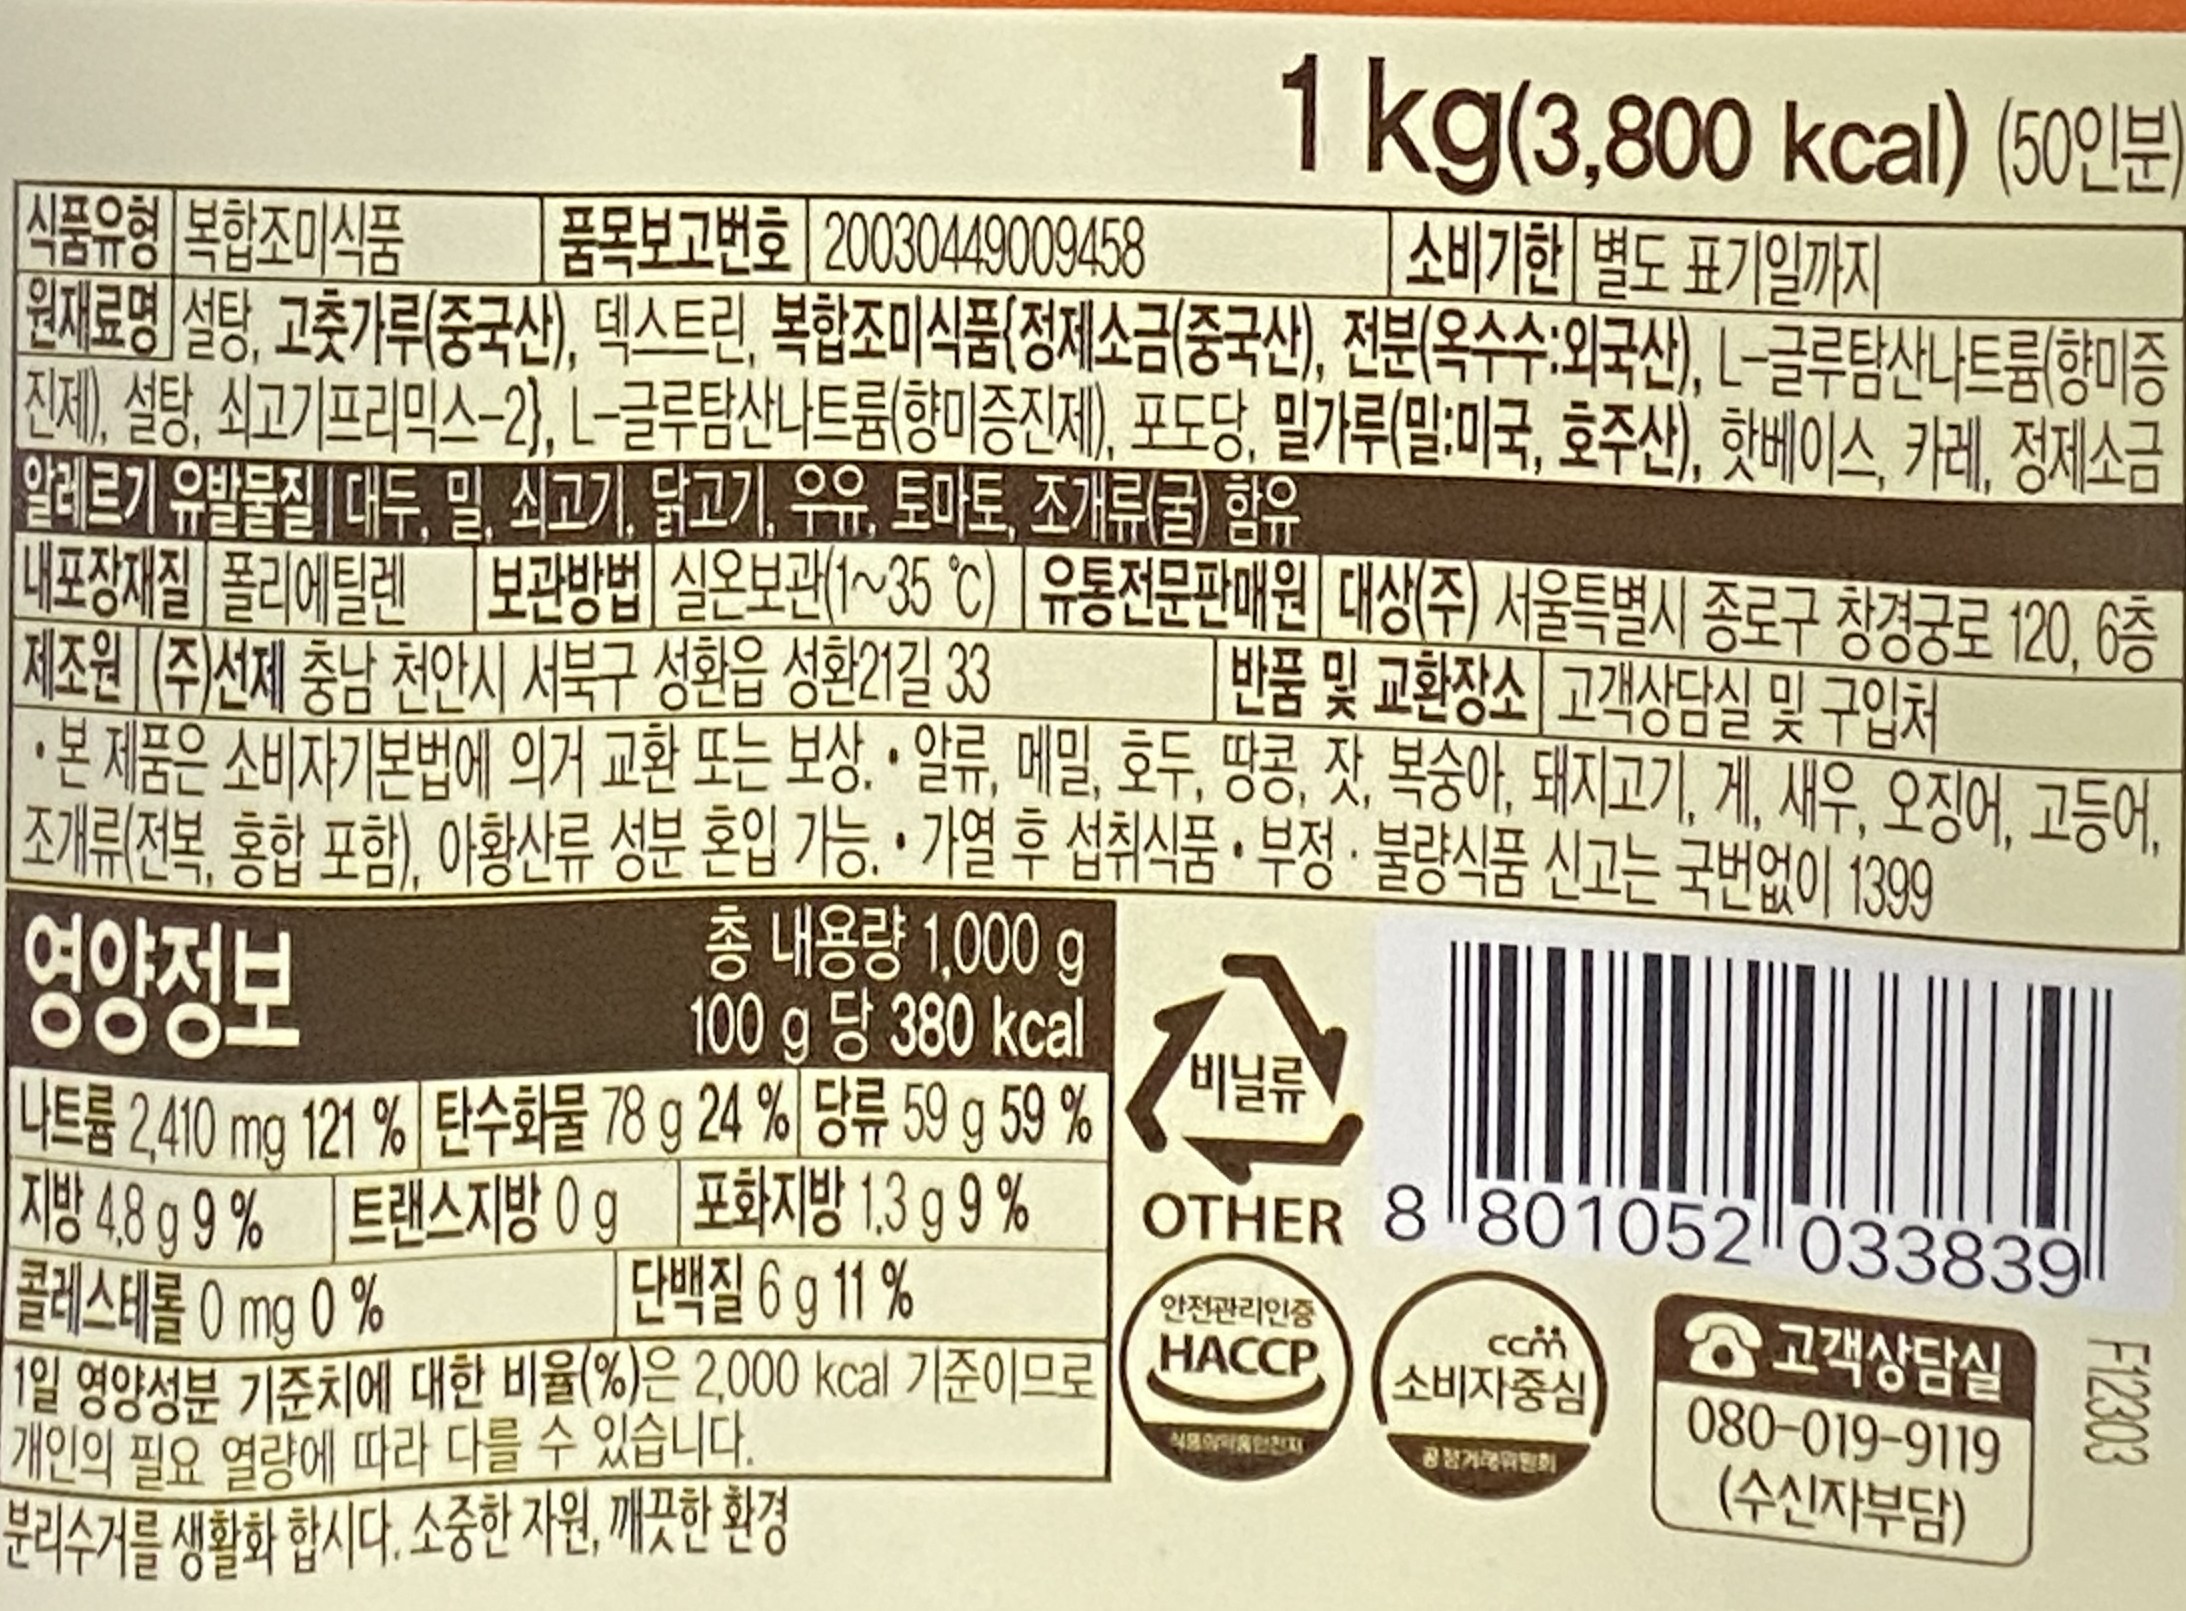 1 kg(3,800 kcal) (50인분)
식품유형 복합조미식품 품목보고번호 20030449009458 소비기한 별도 표기일까지
원재료명 설탕, 고춧가루(중국산), 덱스트린, 복합조미식품{정제소금(중국산), 전분(옥수수:외국산), L-글루탐산나트륨(향미증
진제), 설탕, 쇠고기프리믹스-2}, L-글루탐산나트륨(향미증진제), 포도당, 밀가루(밀:미국, 호주산), 핫베이스, 카레, 정제소금
알레르기 유발물질 | 대두, 밀, 쇠고기, 닭고기, 우유, 토마토, 조개류(굴) 함유
내포장재질 폴리에틸렌 보관방법 실온보관(1~35 ℃) 유통전문판매원 대상(주) 서울특별시 종로구 창경궁로 120, 6층
제조원 (주)선제 충남 천안시 서북구 성환읍 성환21길 33 반품 및 교환장소 고객상담실 및 구입처
• 본 제품은 소비자기본법에 의거 교환 또는 보상. • 알류, 메밀, 호두, 땅콩, 잣, 복숭아, 돼지고기, 게, 새우, 오징어, 고등어,
조개류(전복, 홍합 포함), 아황산류 성분 혼입 가능. • 가열 후 섭취식품 • 부정 · 불량식품 신고는 국번없이 1399
영양정보
총 내용량 1,000 g
100 g 당 380 kcal
나트륨 2,410 mg 121 % 탄수화물 78 g 24 % 당류 59 g 59 %
지방 4.8 g 9 % 트랜스지방 0 g 포화지방 1.3 g 9 %
콜레스테롤 0 mg 0 % 단백질 6 g 11 %
1일 영양성분 기준치에 대한 비율(%)은 2,000 kcal 기준이므로
개인의 필요 열량에 따라 다를 수 있습니다.
분리수거를 생활화 합시다. 소중한 자원, 깨끗한 환경
비닐류
OTHER
8 801052 033839
안전관리인증
HACCP
식품의약품안전처
ccm
소비자중심
공정거래위원회
고객상담실
080-019-9119
(수신자부담)
F12303